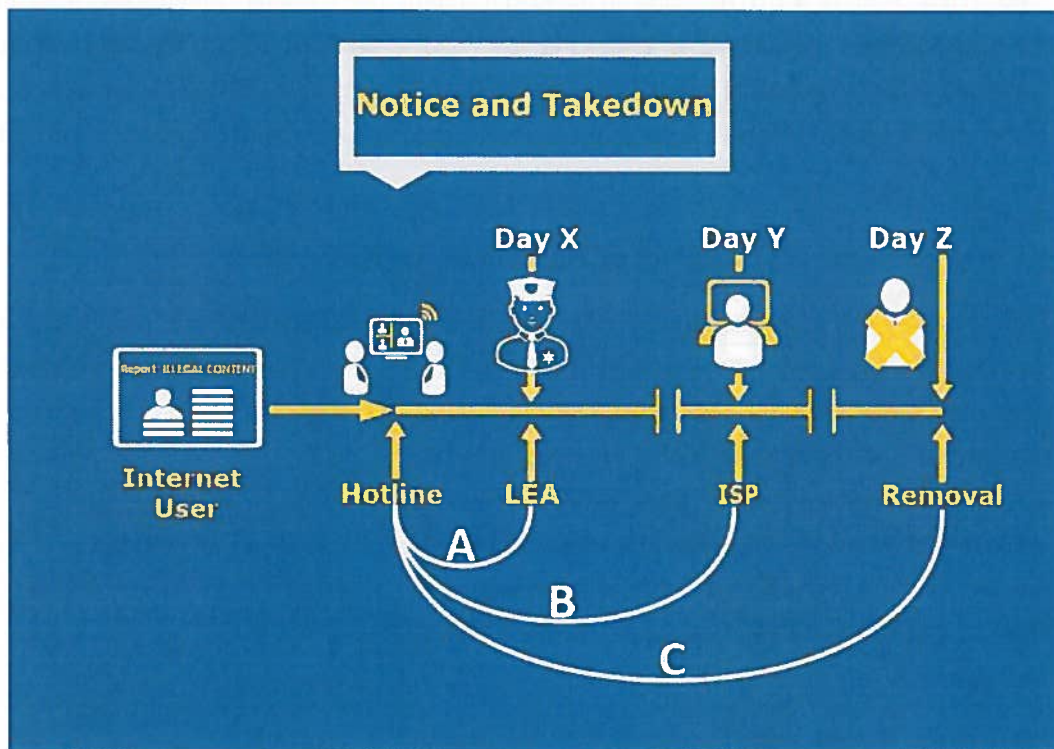 Notice and Takedown
Day X
Day Y
Day Z
Report: ILLEGAL CONTENT
Internet
User
Hotline
LEA
ISP
Removal
A
B
C